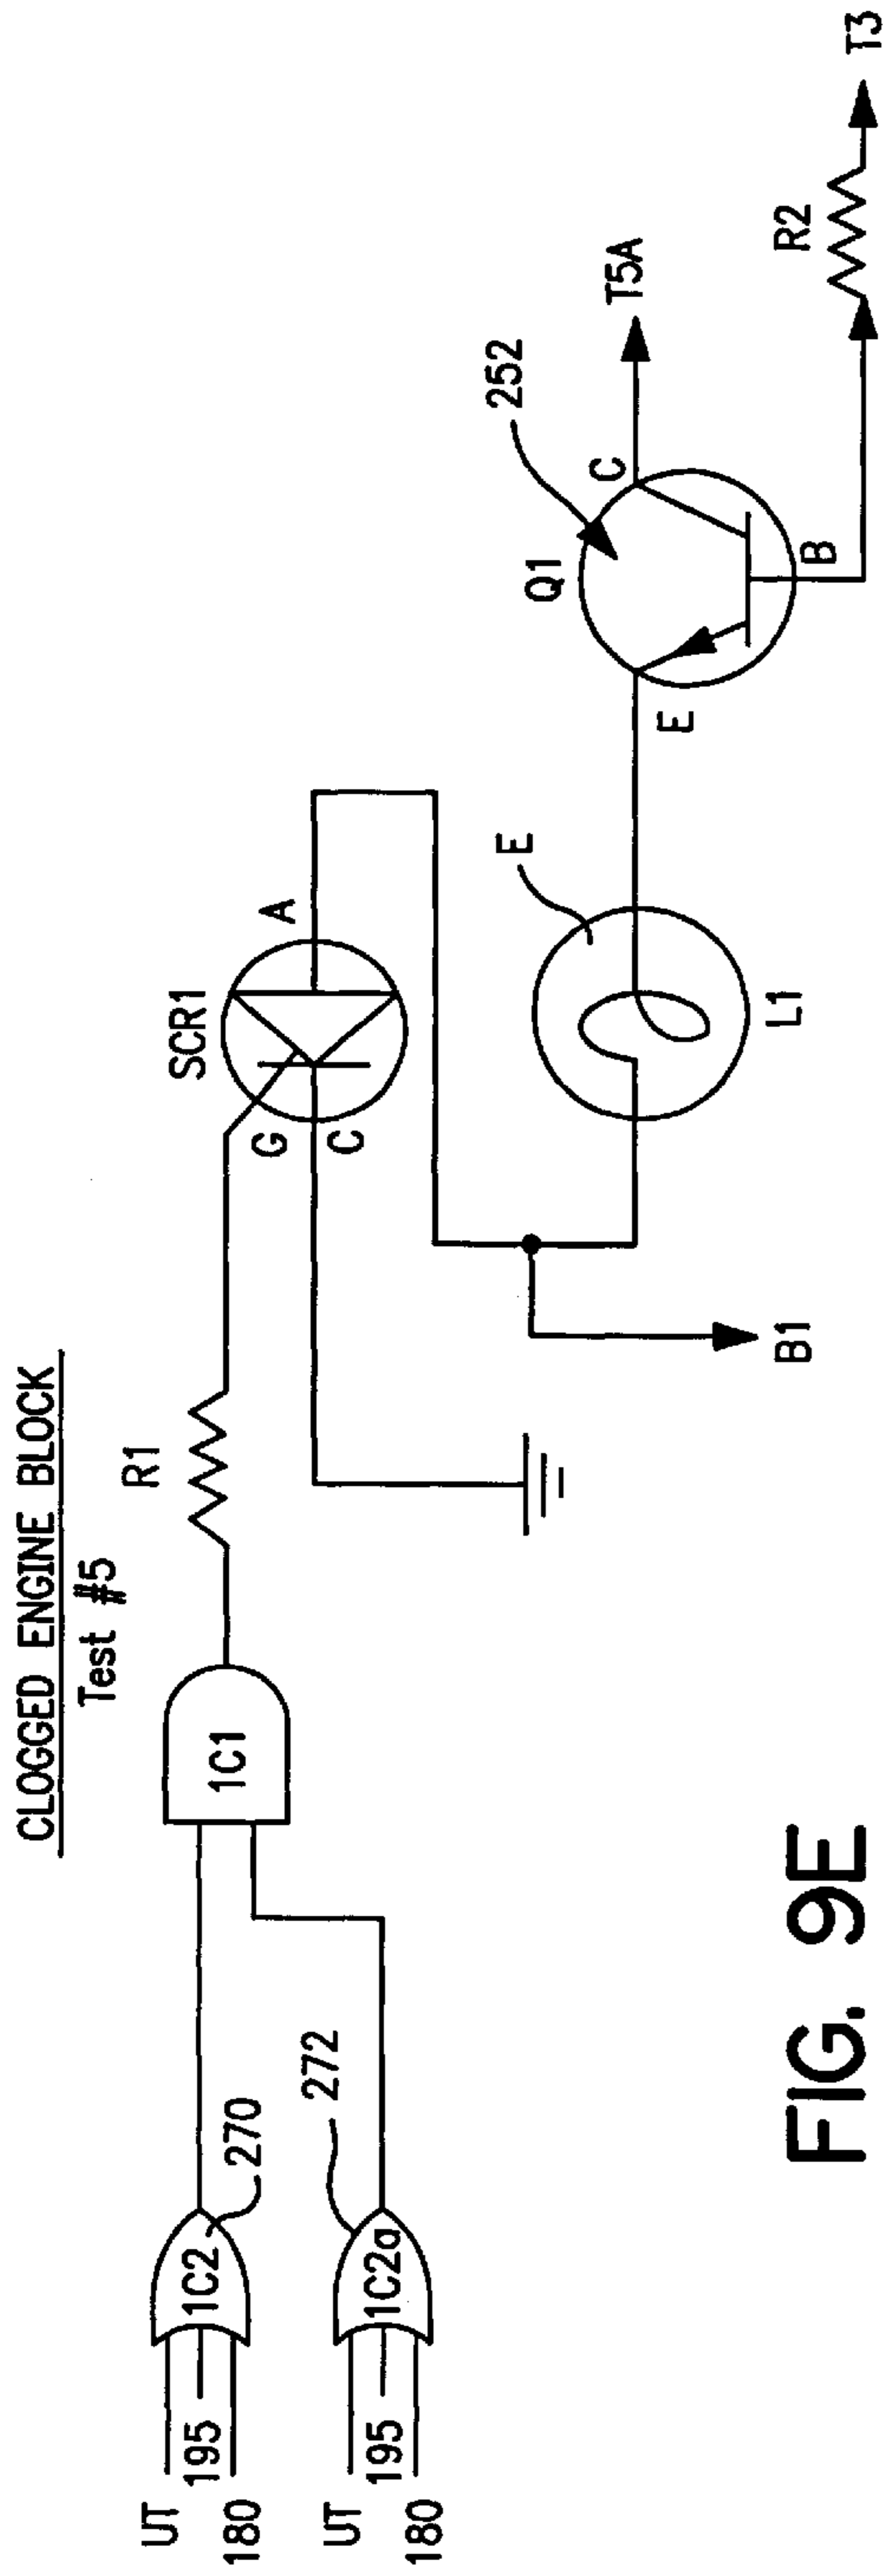 CLOGGED ENGINE BLOCK
Test #5
UT
195
180
1C2
270
UT
195
180
1C2a
272
1C1
R1
SCR1
G
C
A
B1
E
L1
E
Q1
252
C
B
T5A
R2
T3
FIG. 9E